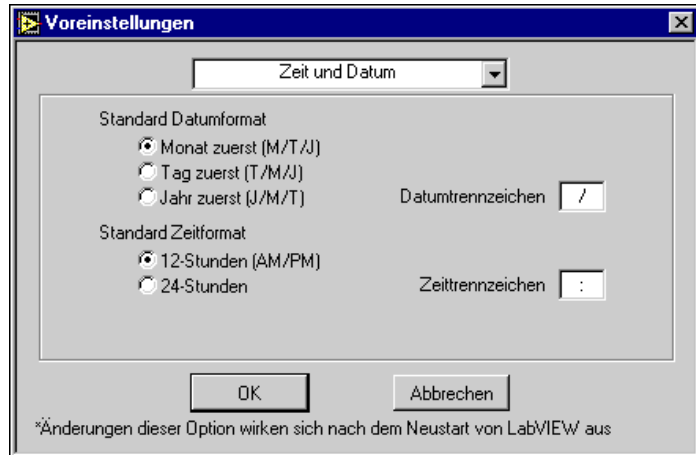 Voreinstellungen
Zeit und Datum
Standard Datumformat
Monat zuerst (M/T/J)
Tag zuerst (T/M/J)
Jahr zuerst (J/M/T)
Datumtrennzeichen /
Standard Zeitformat
12-Stunden (AM/PM)
24-Stunden
Zeittrennzeichen :
OK
Abbrechen
*Änderungen dieser Option wirken sich nach dem Neustart von LabVIEW aus